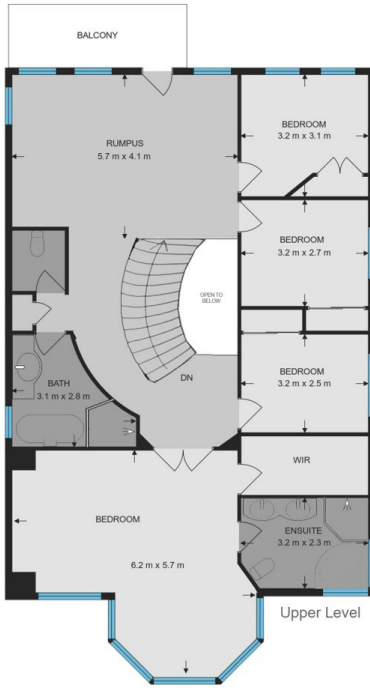 BALCONY
RUMPUS
5.7 m x 4.1 m
BEDROOM
3.2 m x 3.1 m
BEDROOM
3.2 m x 2.7 m
OPEN TO
BELOW
DN
BATH
3.1 m x 2.8 m
BEDROOM
3.2 m x 2.5 m
WIR
BEDROOM
6.2 m x 5.7 m
ENSUITE
3.2 m x 2.3 m
Upper Level